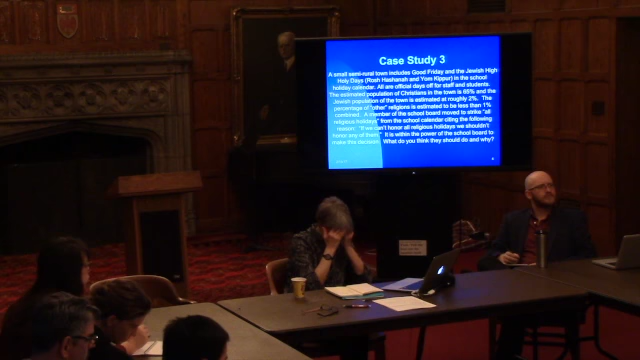 Case Study 3
A small semi-rural town includes Good Friday and the Jewish High
Holy Days (Rosh Hashanah and Yom Kippur) in the school
holiday calendar. All are official days off for staff and students.
The estimated population of Christians in the town is 65% and the
Jewish population of the town is estimated at roughly 2%. The
percentage of "other" religions is estimated to be less than 1%
combined. A member of the school board moved to strike "all
religious holidays" from the school calendar citing the following
reason: "If we can't honor all religious holidays we shouldn't
honor any of them." It is within the power of the school board to
make this decision. What do you think they should do and why?